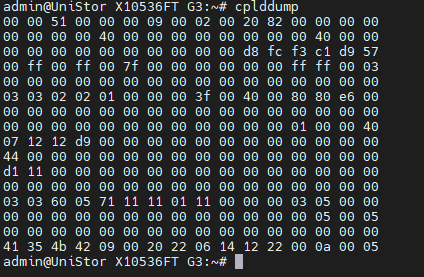 admin@UniStor X10536FT G3:~# cplddump
00 00 51 00 00 00 09 00 02 00 20 82 00 00 00 00
00 00 00 00 40 00 00 00 00 00 00 00 00 40 00 00
00 00 00 00 00 00 00 00 00 00 d8 fc f3 c1 d9 57
00 ff 00 ff 00 7f 00 00 00 00 00 00 ff ff 00 03
00 00 00 00 00 00 00 00 00 00 00 00 00 00 00 00
03 03 02 02 01 00 00 00 3f 00 40 00 80 80 e6 00
00 00 00 00 00 00 00 00 00 00 00 00 00 00 00 00
00 00 00 00 00 00 00 00 00 00 00 00 01 00 00 40
07 12 12 d9 00 00 00 00 00 00 00 00 00 00 00 00
44 00 00 00 00 00 00 00 00 00 00 00 00 00 00 00
d1 11 00 00 00 00 00 00 00 00 00 00 00 00 00 00
00 00 00 00 00 00 00 00 00 00 00 00 00 00 00 00
03 03 60 05 71 11 11 01 11 00 00 00 03 05 00 00
00 00 00 00 00 00 00 00 00 00 00 00 00 05 00 05
00 00 00 00 00 00 00 00 00 00 00 00 00 00 00 00
41 35 4b 42 09 00 20 22 06 14 12 22 00 0a 00 05
admin@UniStor X10536FT G3:~#